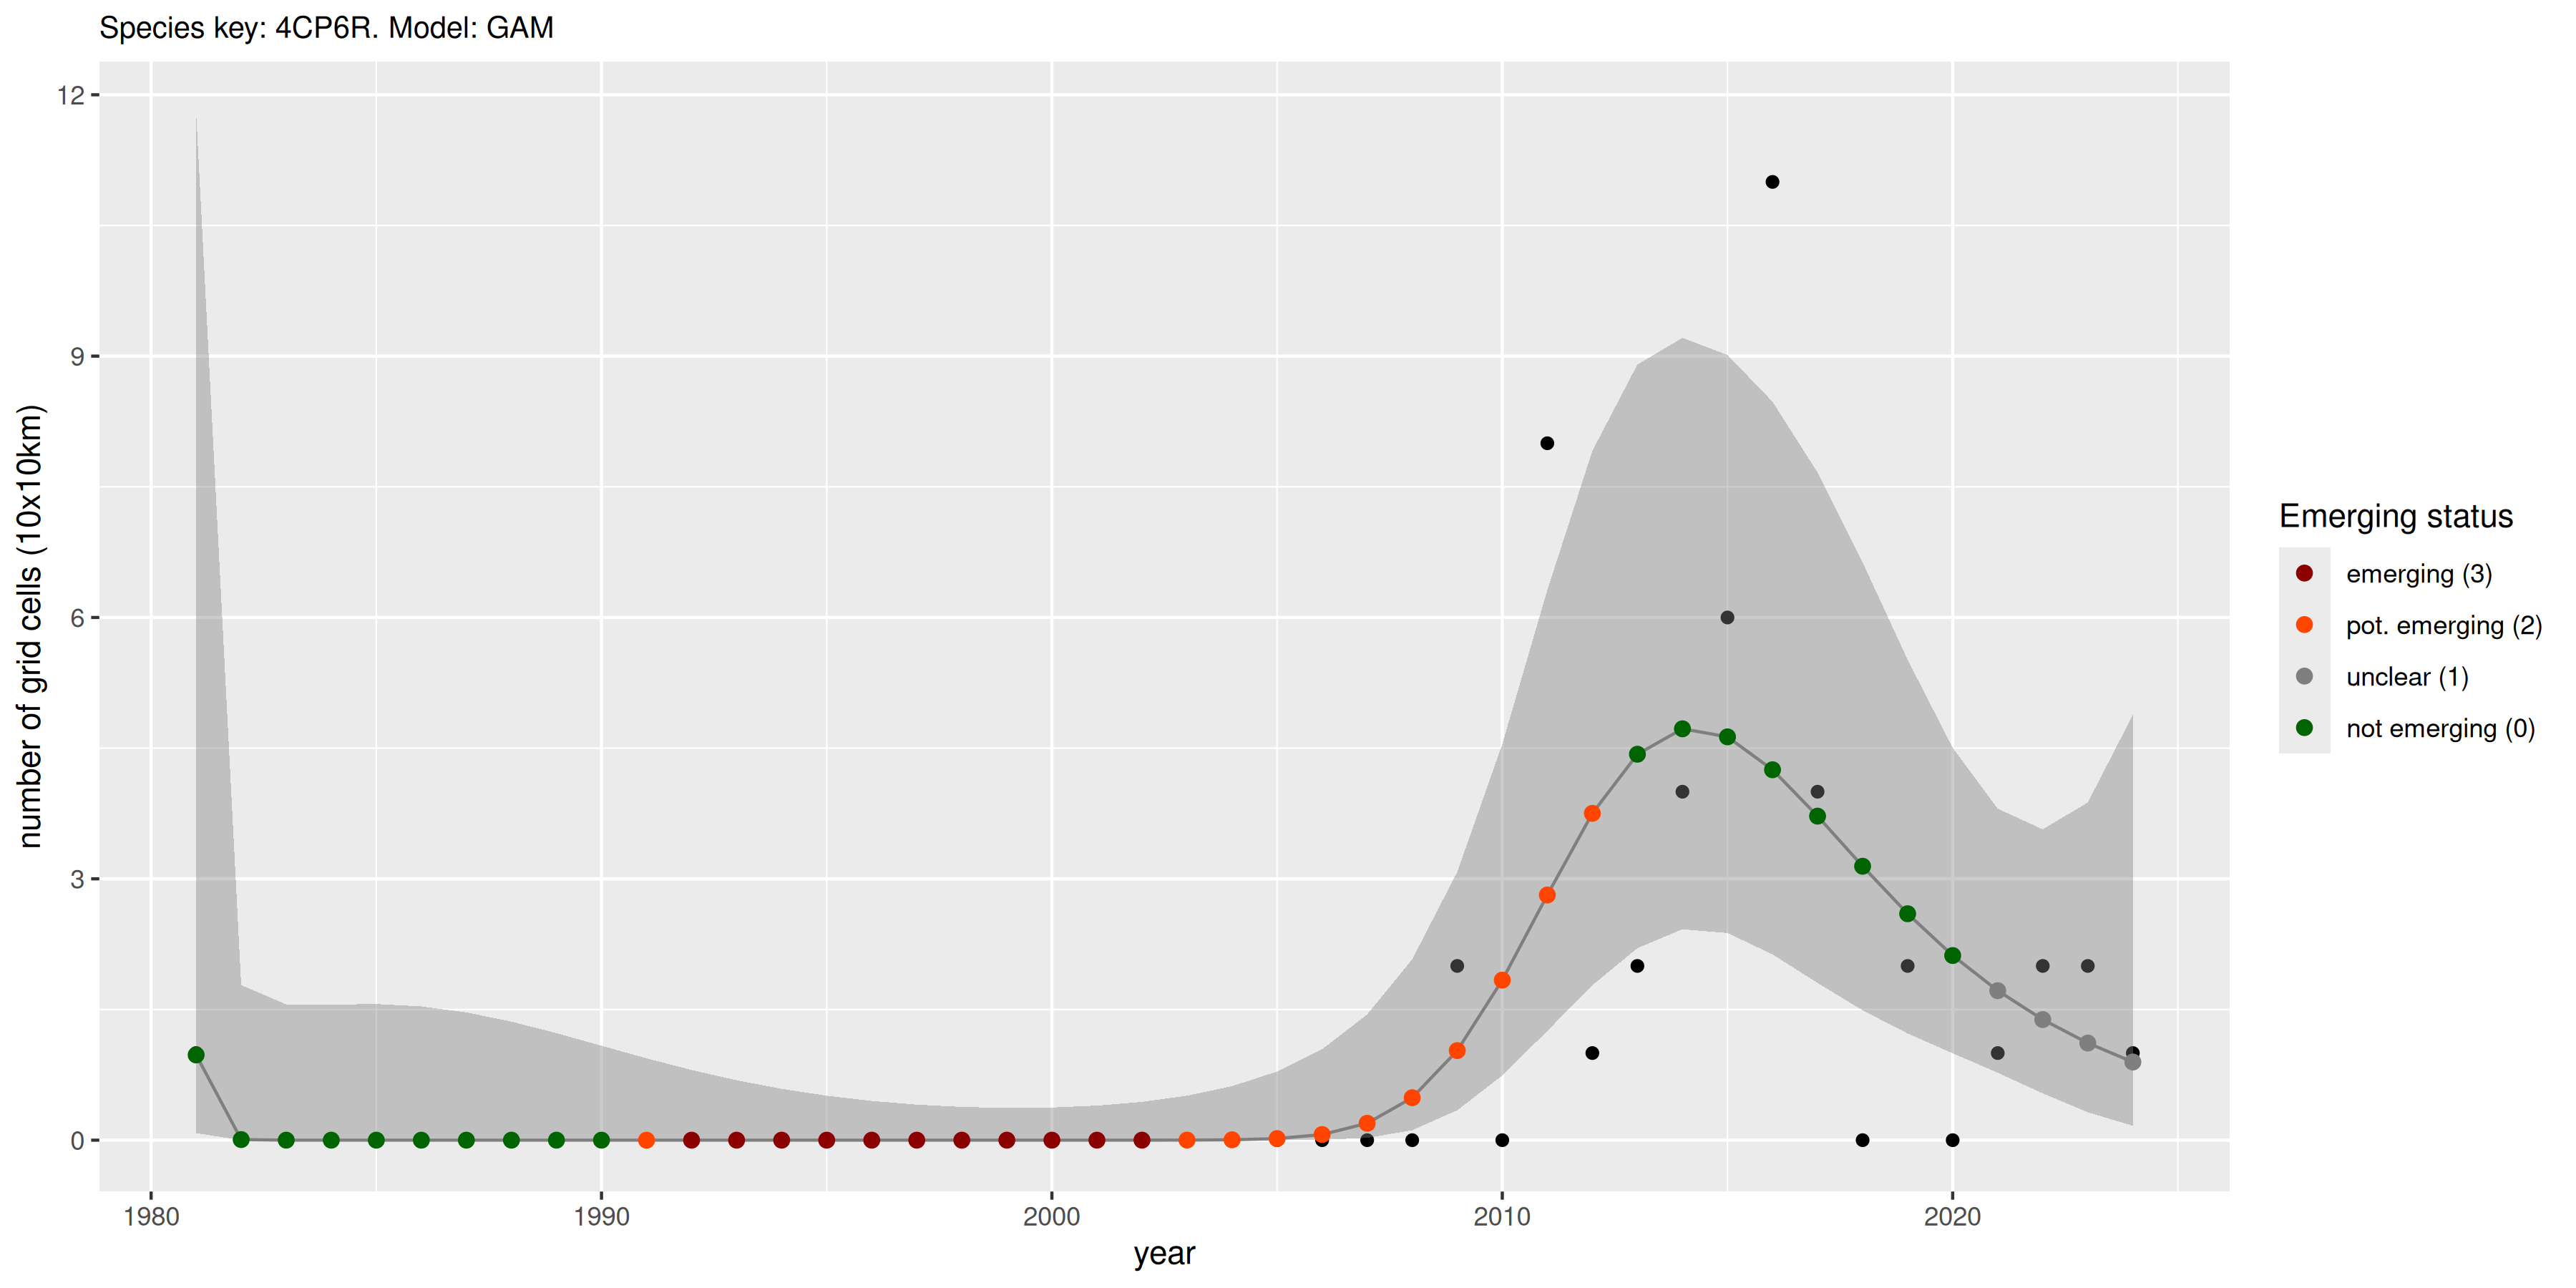 Species key: 4CP6R. Model: GAM
12
9
6
3
0
number of grid cells (10x10km)
1980
1990
2000
2010
2020
year
Emerging status
emerging (3)
pot. emerging (2)
unclear (1)
not emerging (0)